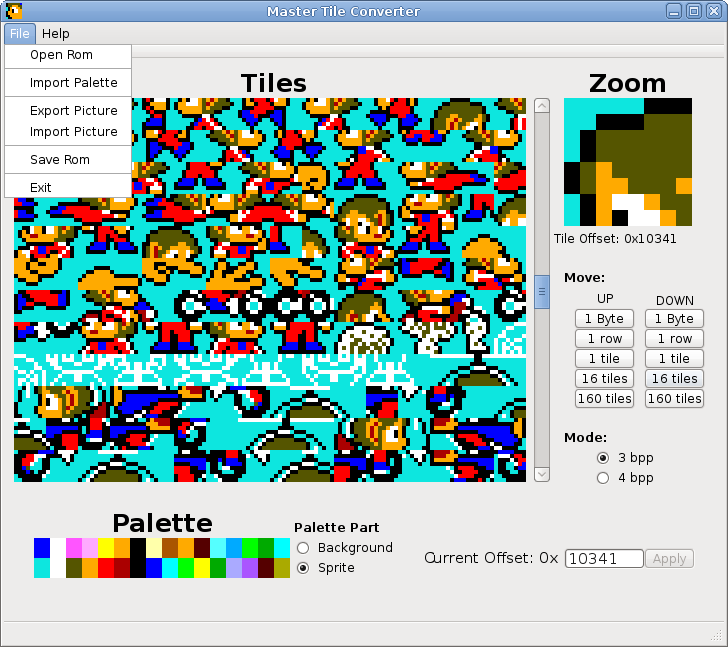 Master Tile Converter
File Help
Open Rom
Import Palette
Export Picture
Import Picture
Save Rom
Exit
Tiles
Zoom
Tile Offset: 0x10341
Move:
UP DOWN
1 Byte 1 Byte
1 row 1 row
1 tile 1 tile
16 tiles 16 tiles
160 tiles 160 tiles
Mode:
3 bpp
4 bpp
Palette
Palette Part
Background
Sprite
Current Offset: 0x 10341 Apply